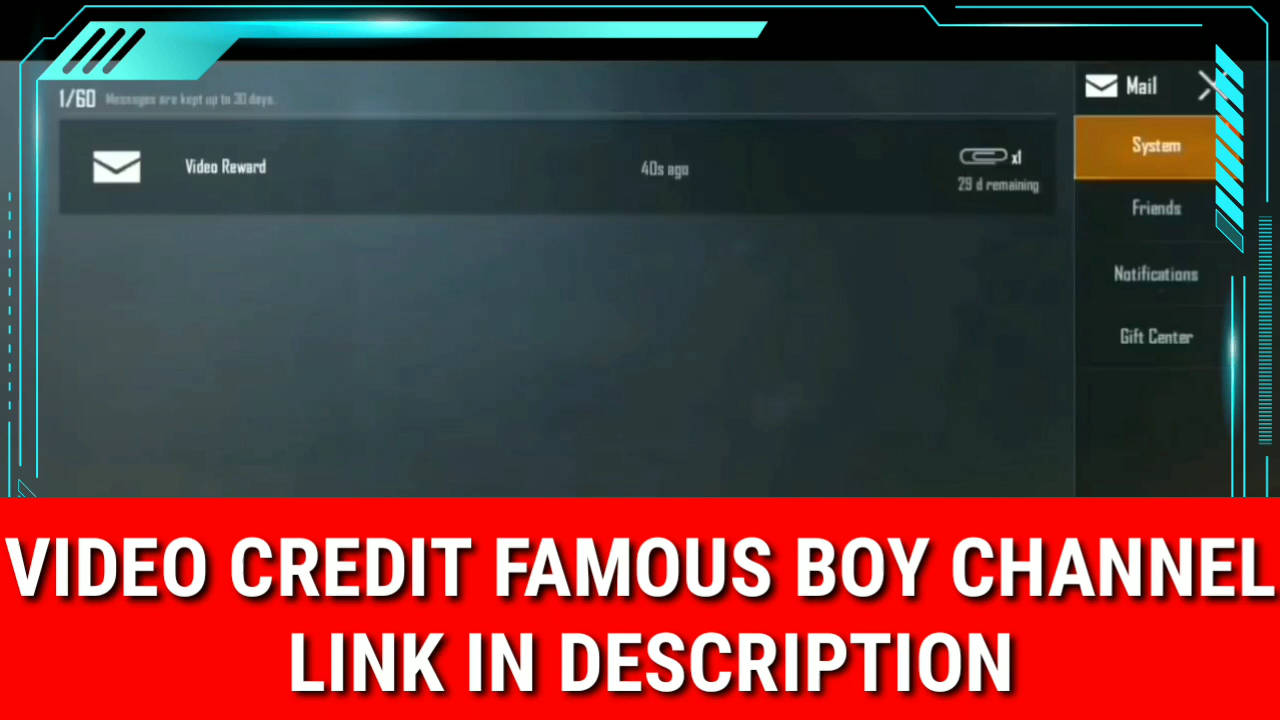 1/60 Messages are kept up to 30 days.
Mail
System
Video Reward
40s ago
x1
29 d remaining
Friends
Notifications
Gift Center
VIDEO CREDIT FAMOUS BOY CHANNEL
LINK IN DESCRIPTION